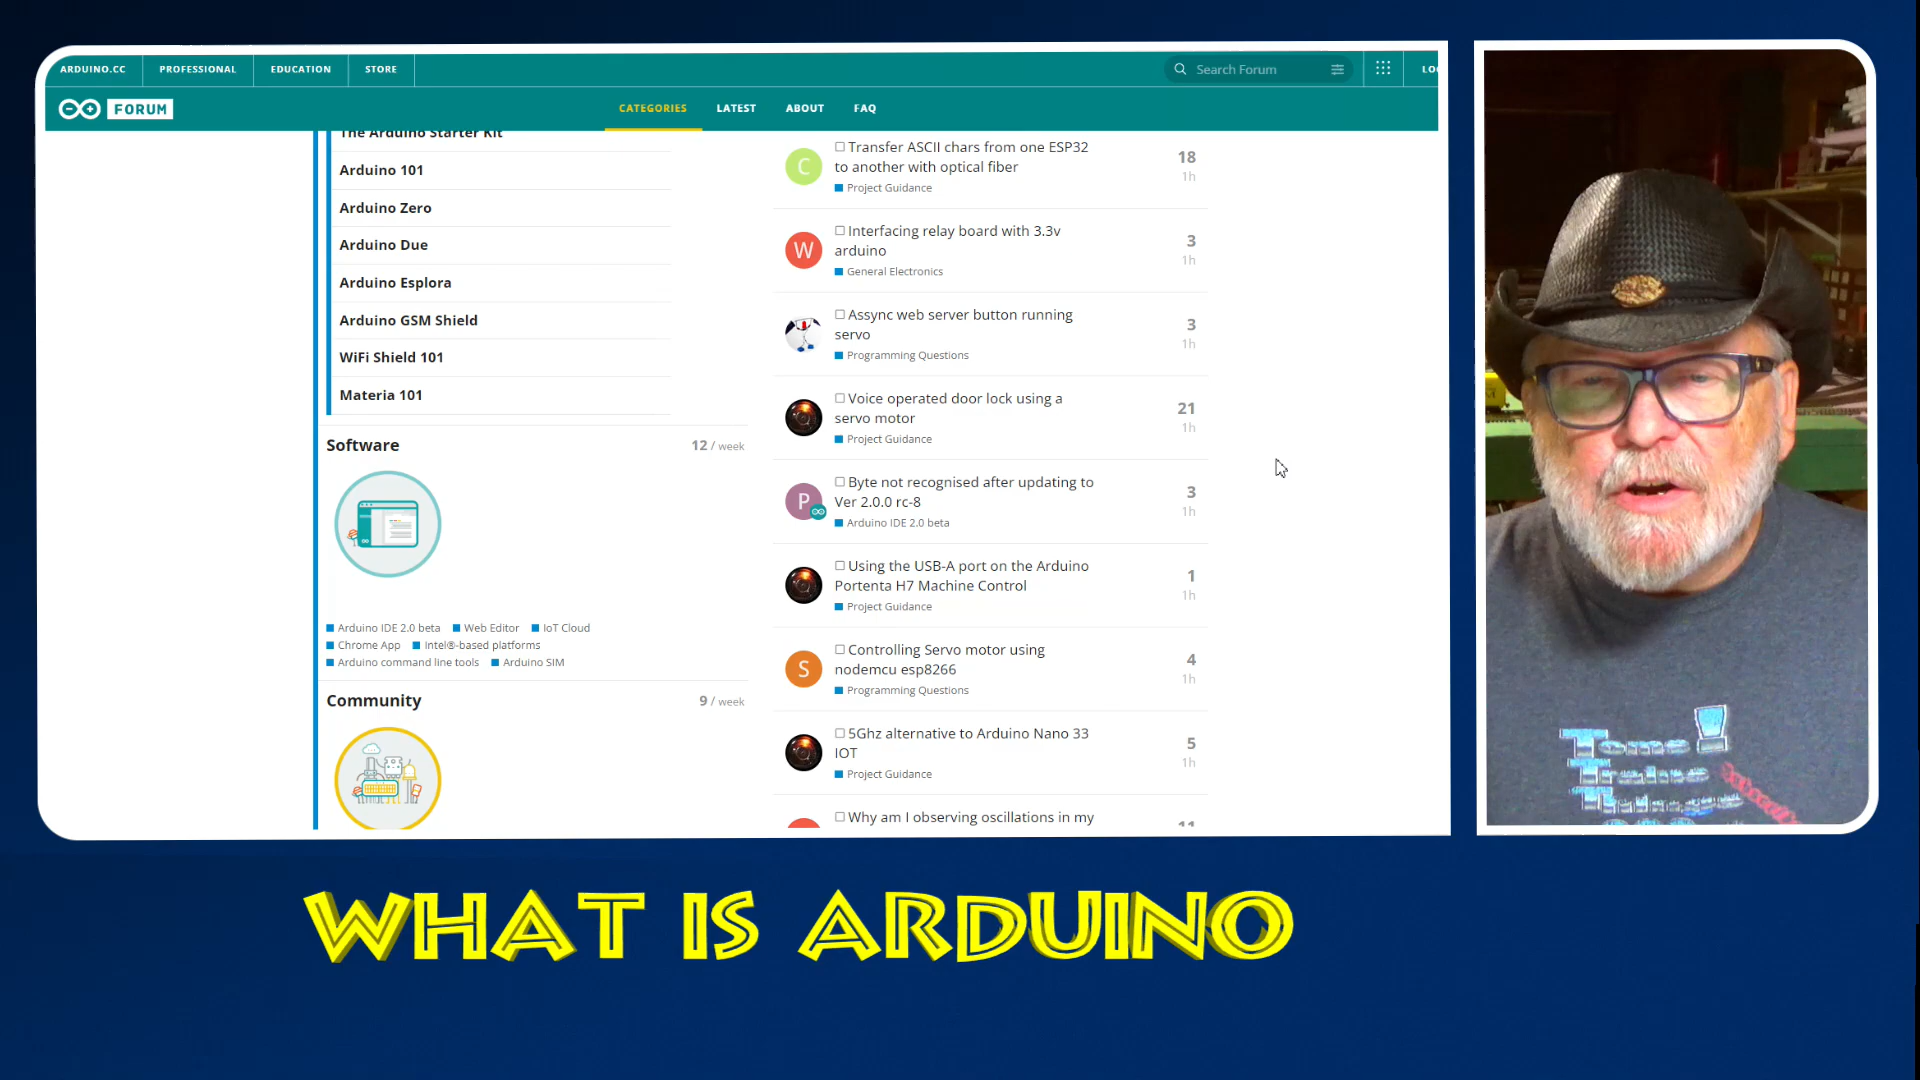 ARDUINO.CC
PROFESSIONAL
EDUCATION
STORE
Search Forum
FORUM
CATEGORIES
LATEST
ABOUT
FAQ
The Arduino Starter Kit
Arduino 101
Arduino Zero
Arduino Due
Arduino Esplora
Arduino GSM Shield
WiFi Shield 101
Materia 101
Software
12 / week
Arduino IDE 2.0 beta Web Editor IoT Cloud
Chrome App Intel®-based platforms
Arduino command line tools Arduino SIM
Community
9 / week
C
Transfer ASCII chars from one ESP32
to another with optical fiber
Project Guidance
18
1h
W
Interfacing relay board with 3.3v
arduino
General Electronics
3
1h
Assync web server button running
servo
Programming Questions
3
1h
Voice operated door lock using a
servo motor
Project Guidance
21
1h
P
Byte not recognised after updating to
Ver 2.0.0 rc-8
Arduino IDE 2.0 beta
3
1h
Using the USB-A port on the Arduino
Portenta H7 Machine Control
Project Guidance
1
1h
S
Controlling Servo motor using
nodemcu esp8266
Programming Questions
4
1h
5Ghz alternative to Arduino Nano 33
IOT
Project Guidance
5
1h
Why am I observing oscillations in my
11
Toms
Trains
Things
WHAT IS ARDUINO